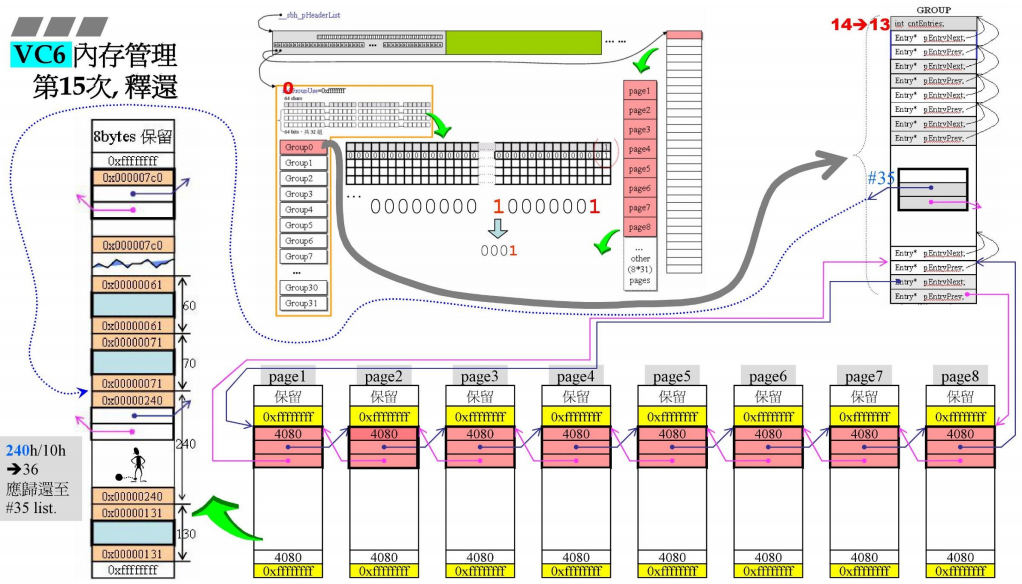 VC6 內存管理
第15次, 釋還
__sbh_pHeaderList
... ...
0
64 bits，共 32 組
Group0
Group1
Group2
Group3
Group4
Group5
Group6
Group7
...
Group30
Group31
...
00000000 1000001
0001
page1
page2
page3
page4
page5
page6
page7
page8
...
other
(8*31)
pages
GROUP
14→13
int cntEntries;
Entry* pEntryNext;
Entry* pEntryPrev;
Entry* pEntryNext;
Entry* pEntryPrev;
Entry* pEntryNext;
Entry* pEntryPrev;
Entry* pEntryNext;
Entry* pEntryPrev;
#35
Entry* pEntryNext;
Entry* pEntryPrev;
Entry* pEntryNext;
Entry* pEntryPrev;
8bytes 保留
0xffffffff
0x000007c0
0x000007c0
0x00000061
60
0x00000061
0x00000071
70
0x00000071
0x00000240
240
0x00000240
0x00000131
130
0x00000131
0xffffffff
240h/10h
→36
應歸還至
#35 list.
page1 page2 page3 page4 page5 page6 page7 page8
保留 保留 保留 保留 保留 保留 保留 保留
0xffffffff 0xffffffff 0xffffffff 0xffffffff 0xffffffff 0xffffffff 0xffffffff 0xffffffff
4080 4080 4080 4080 4080 4080 4080 4080
4080 4080 4080 4080 4080 4080 4080 4080
0xffffffff 0xffffffff 0xffffffff 0xffffffff 0xffffffff 0xffffffff 0xffffffff 0xffffffff